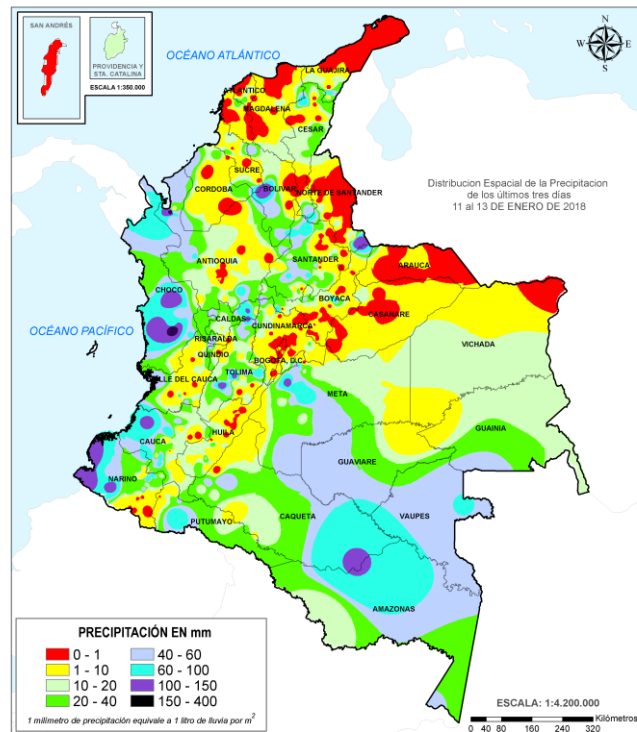 SAN ANDRÉS
PROVIDENCIA Y
STA. CATALINA
ESCALA 1:350.000
OCÉANO ATLÁNTICO
N
W
E
S
LA GUAJIRA
ATLANTICO
MAGDALENA
CESAR
SUCRE
CORDOBA
BOLIVAR
NORTE DE SANTANDER
Distribucion Espacial de la Precipitacion
de los últimos tres días
11 al 13 DE ENERO DE 2018
ANTIOQUIA
SANTANDER
ARAUCA
CHOCO
BOYACA
CASANARE
OCÉANO PACÍFICO
CALDAS
CUNDINAMARCA
RISARALDA
VICHADA
QUINDIO
BOGOTA, D.C.
TOLIMA
VALLE DEL CAUCA
META
GUAINIA
HUILA
CAUCA
GUAVIARE
NARINO
CAQUETA
VAUPES
PUTUMAYO
AMAZONAS
PRECIPITACIÓN EN mm
0 - 1
40 - 60
1 - 10
60 - 100
10 - 20
100 - 150
20 - 40
150 - 400
1 milímetro de precipitación equivale a 1 litro de lluvia por m²
ESCALA: 1:4.200.000
Kilómetros
0 40 80 160 240 320